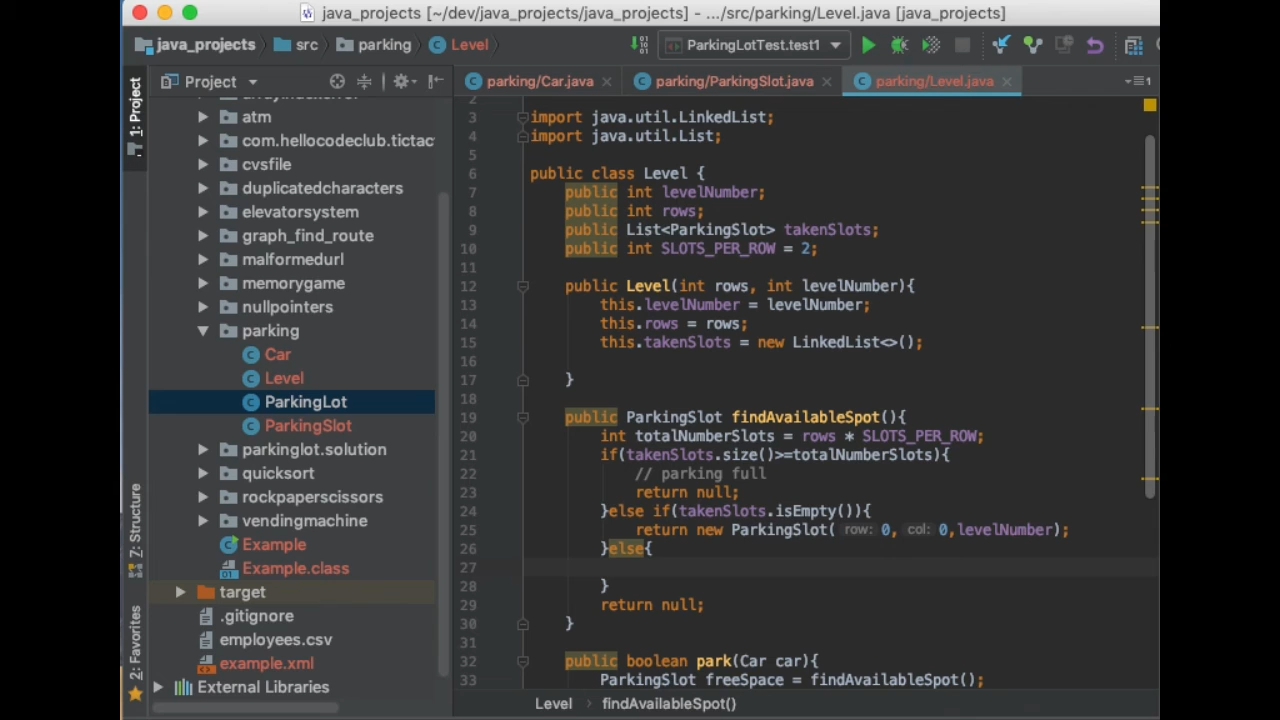 java_projects [~/dev/java_projects/java_projects] - .../src/parking/Level.java [java_projects]
java_projects src parking Level ParkingLotTest.test1
Project parking/Car.java parking/ParkingSlot.java parking/Level.java 1
1: Project
7: Structure
2: Favorites
atm
com.hellocodeclub.tictac
cvsfile
duplicatedcharacters
elevatorsystem
graph_find_route
malformedurl
memorygame
nullpointers
parking
Car
Level
ParkingLot
ParkingSlot
parkinglot.solution
quicksort
rockpaperscissors
vendingmachine
Example
Example.class
target
.gitignore
employees.csv
example.xml
External Libraries
2
3 import java.util.LinkedList;
4 import java.util.List;
5
6 public class Level {
7 public int levelNumber;
8 public int rows;
9 public List<ParkingSlot> takenSlots;
10 public int SLOTS_PER_ROW = 2;
11
12 public Level(int rows, int levelNumber){
13 this.levelNumber = levelNumber;
14 this.rows = rows;
15 this.takenSlots = new LinkedList<>();
16
17 }
18
19 public ParkingSlot findAvailableSpot(){
20 int totalNumberSlots = rows * SLOTS_PER_ROW;
21 if(takenSlots.size()>=totalNumberSlots){
22 // parking full
23 return null;
24 }else if(takenSlots.isEmpty()){
25 return new ParkingSlot( row: 0, col: 0,levelNumber);
26 }else{
27
28 }
29 return null;
30 }
31
32 public boolean park(Car car){
33 ParkingSlot freeSpace = findAvailableSpot();
Level › findAvailableSpot()